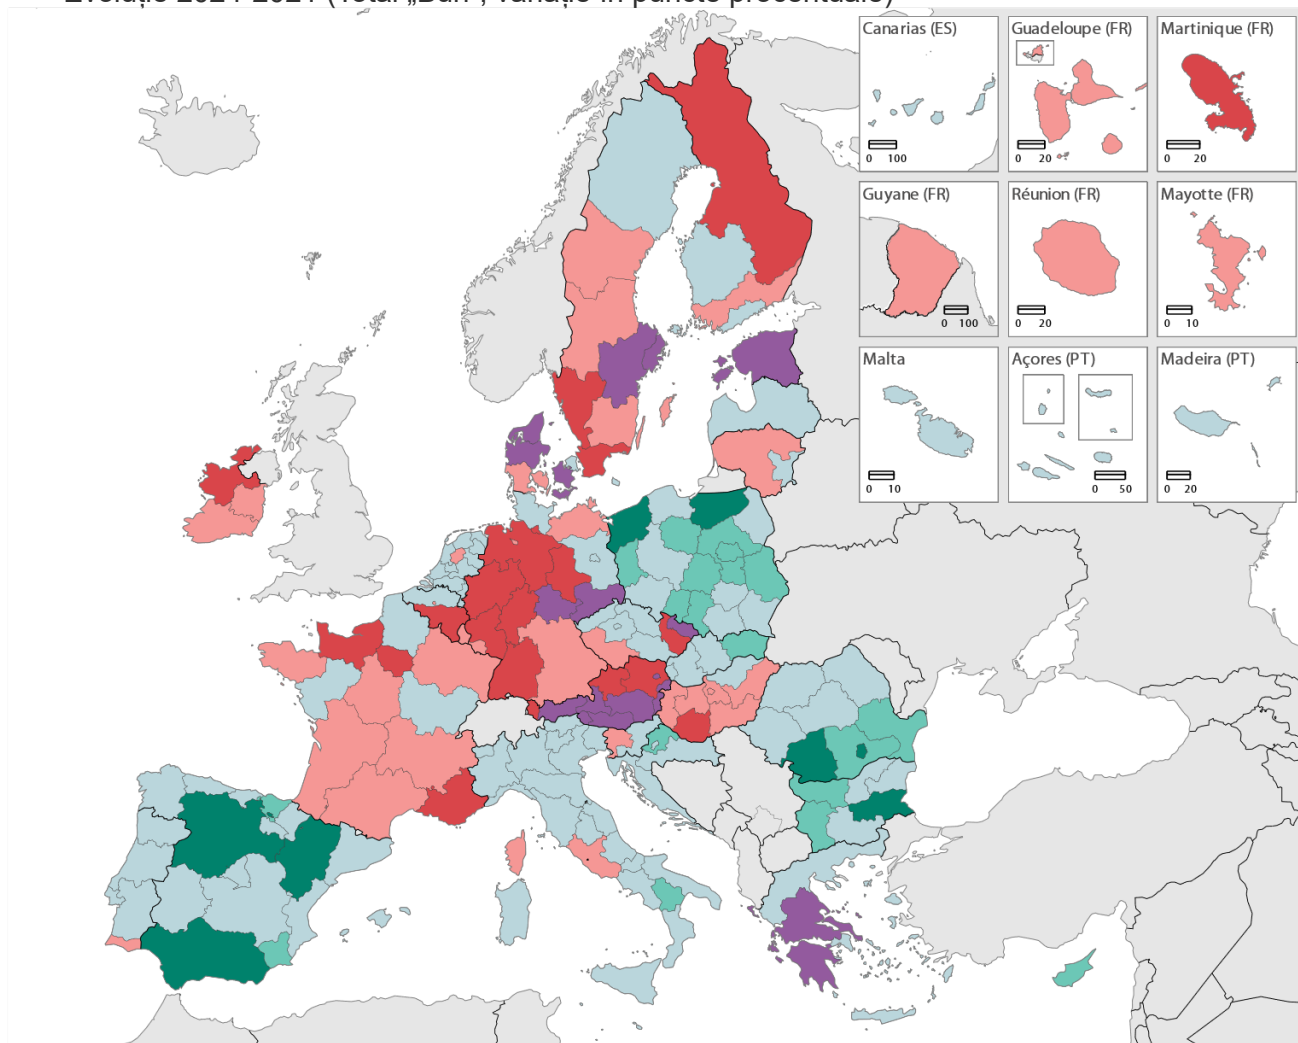 Canarias (ES)
0 100
Guadeloupe (FR)
0 20
Martinique (FR)
0 20
Guyane (FR)
0 100
Réunion (FR)
0 20
Mayotte (FR)
0 10
Malta
0 10
Açores (PT)
0 50
Madeira (PT)
0 20